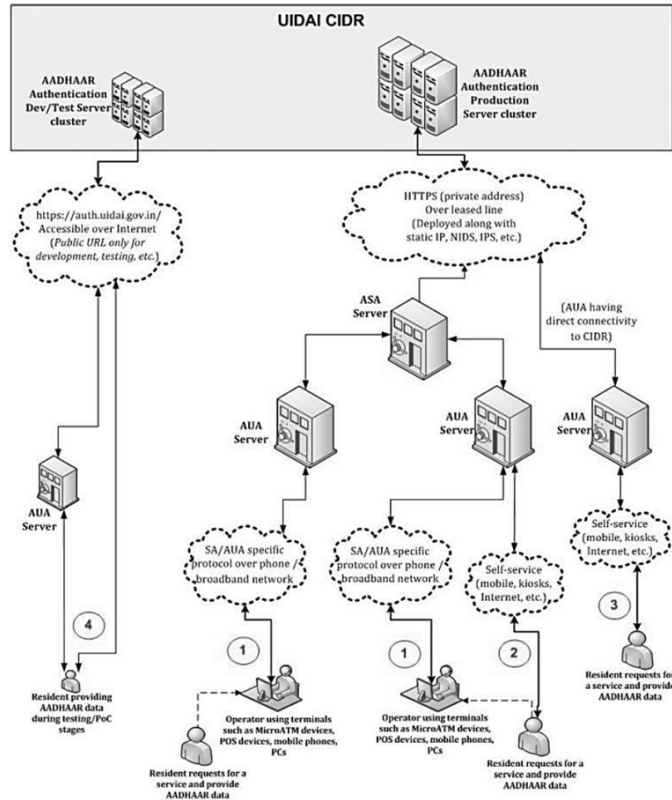 UIDAI CIDR
AADHAAR
Authentication
Dev/Test Server
cluster
AADHAAR
Authentication
Production
Server cluster
https://auth.uidai.gov.in/
Accessible over Internet
(Public URL only for
development, testing, etc.)
HTTPS (private address)
Over leased line
(Deployed along with
static IP, NIDS, IPS, etc.)
ASA
Server
(AUA having
direct connectivity
to CIDR)
AUA
Server
AUA
Server
AUA
Server
AUA
Server
SA/AUA specific
protocol over phone /
broadband network
SA/AUA specific
protocol over phone /
broadband network
Self-service
(mobile, kiosks,
Internet, etc.)
Self-service
(mobile, kiosks,
Internet, etc.)
4
1
1
2
3
Resident providing
AADHAAR data
during testing/PoC
stages
Operator using terminals
such as MicroATM devices,
POS devices, mobile phones,
PCs
Resident requests for a
service and provide
AADHAAR data
Operator using terminals
such as MicroATM devices,
POS devices, mobile phones,
PCs
Resident requests for a
service and provide
AADHAAR data
Resident requests for
a service and provide
AADHAAR data